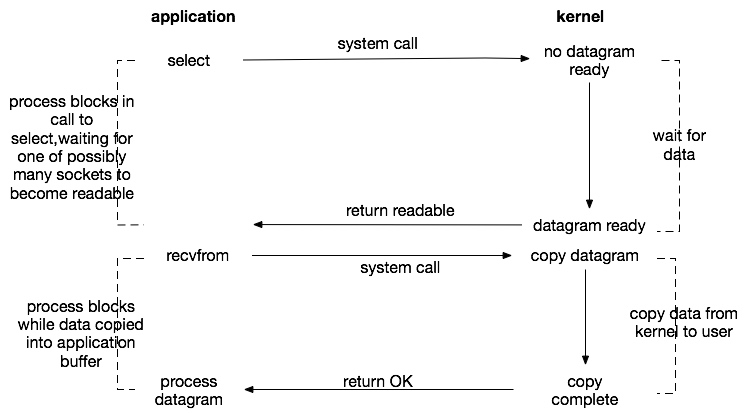 application
kernel
system call
select
no datagram
ready
process blocks in
call to
select,waiting for
one of possibly
many sockets to
become readable
wait for
data
return readable
datagram ready
recvfrom
copy datagram
system call
process blocks
while data copied
into application
buffer
copy data from
kernel to user
process
datagram
return OK
copy
complete